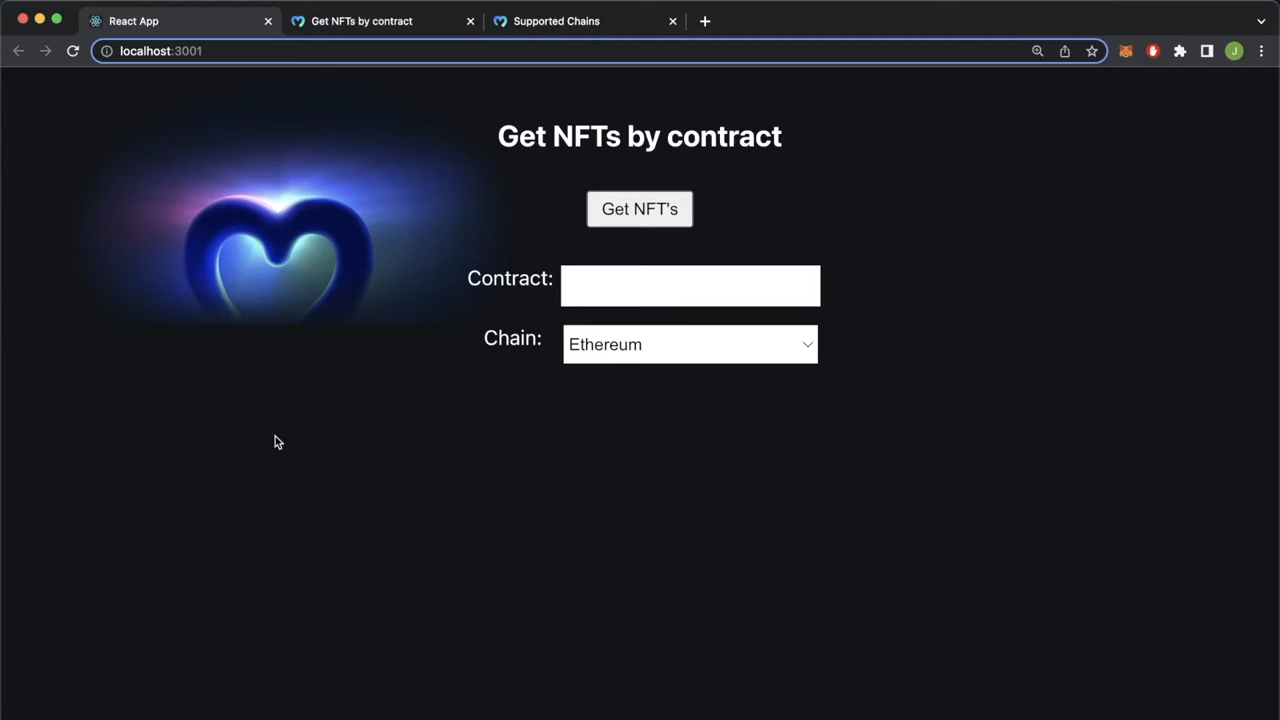 React App
Get NFTs by contract
Supported Chains
localhost:3001
J
Get NFTs by contract
Get NFT's
Contract:
Chain:
Ethereum